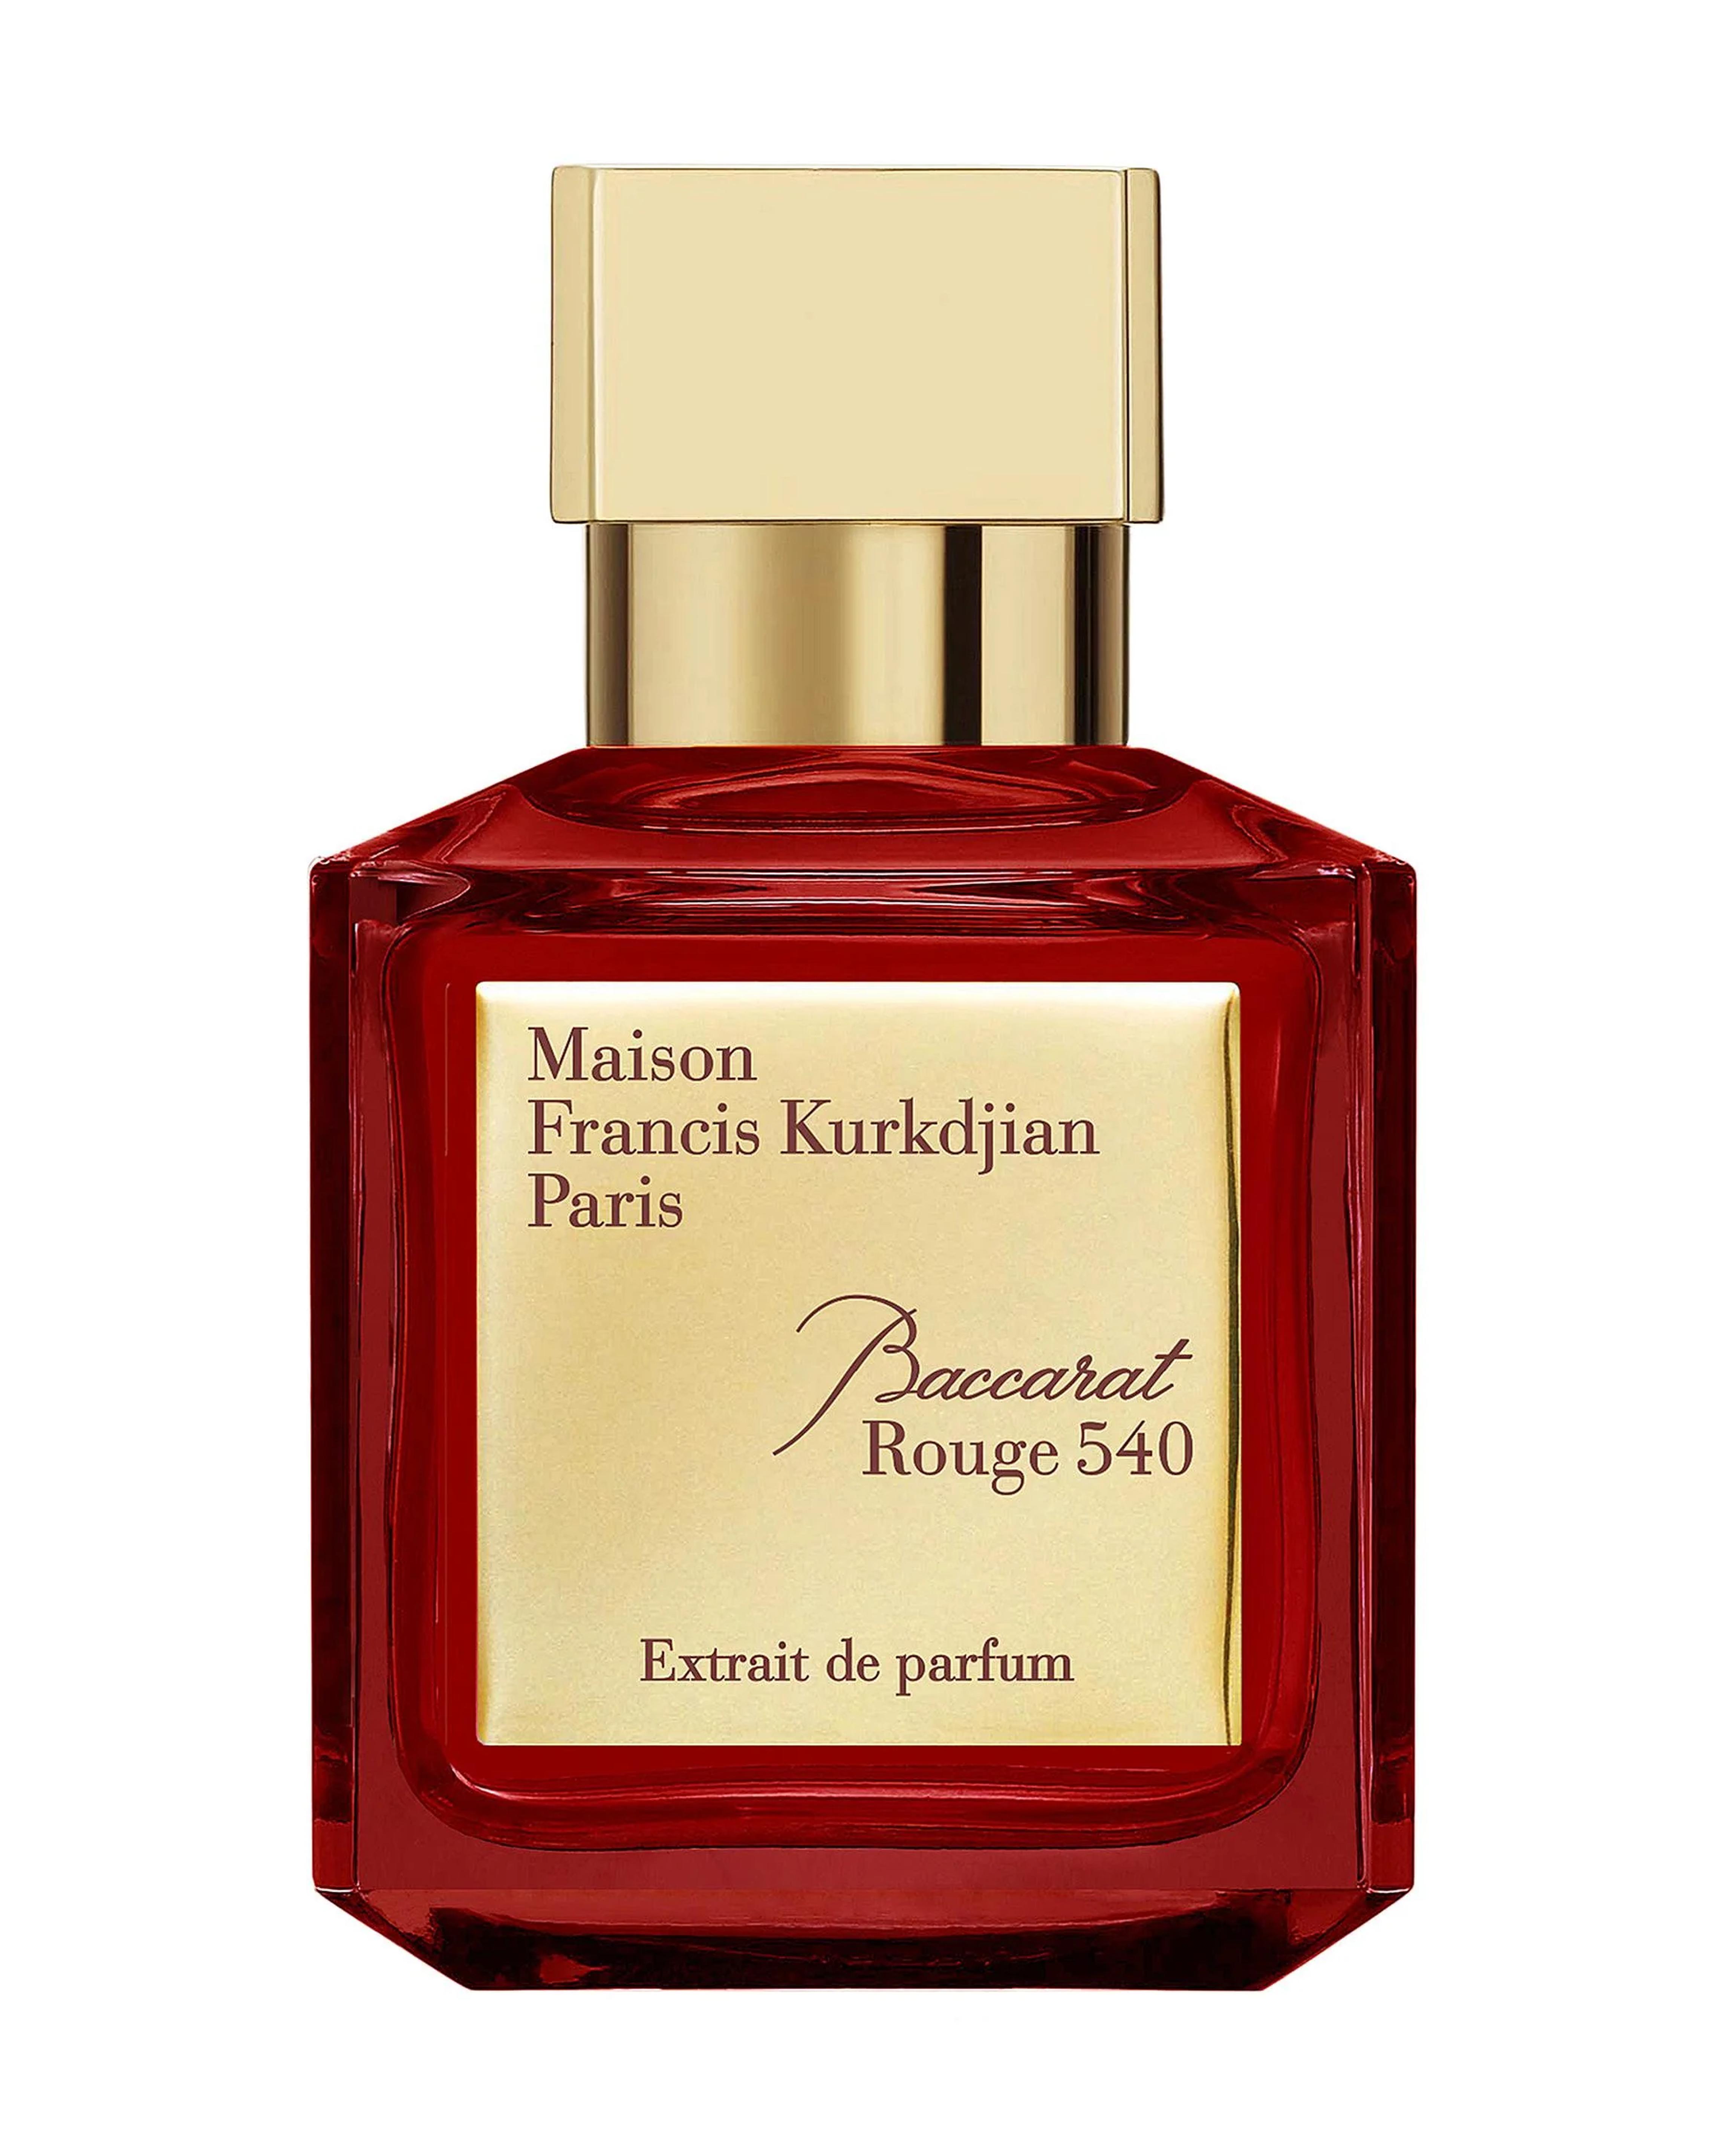 Maison
Francis Kurkdjian
Paris
Baccarat
Rouge 540
Extrait de parfum